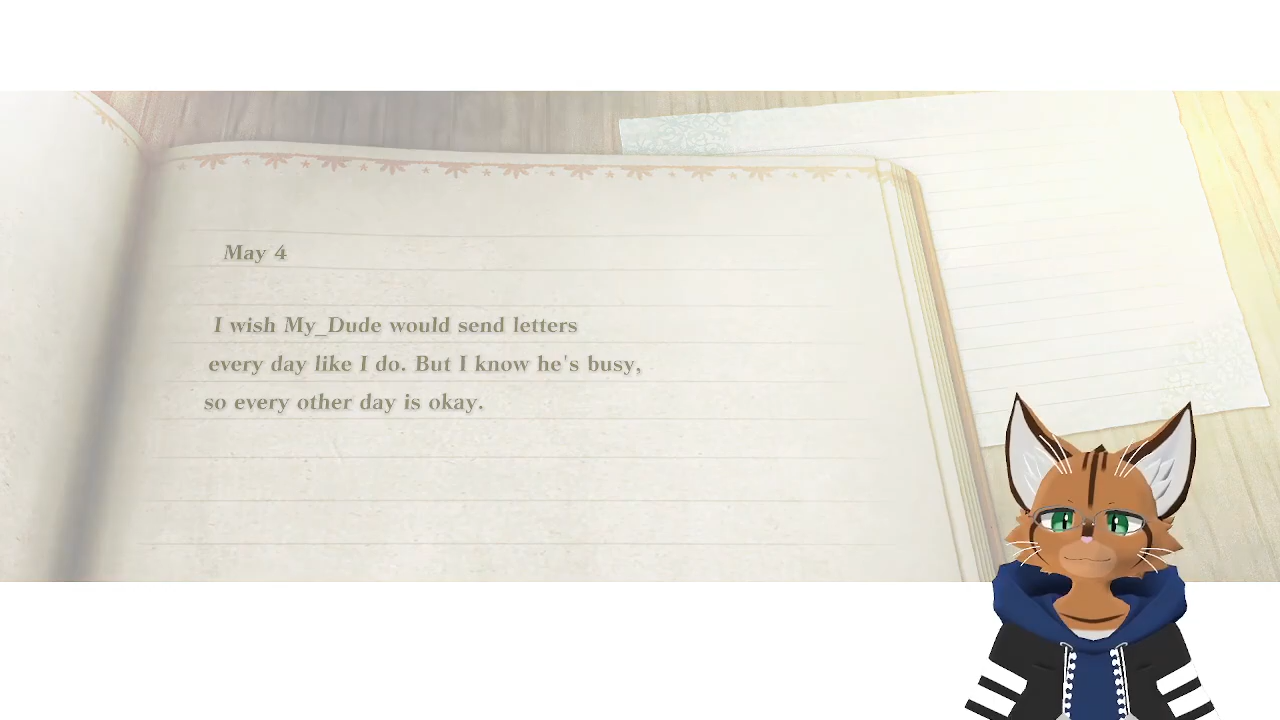 May 4
I wish My_Dude would send letters
every day like I do. But I know he's busy,
so every other day is okay.